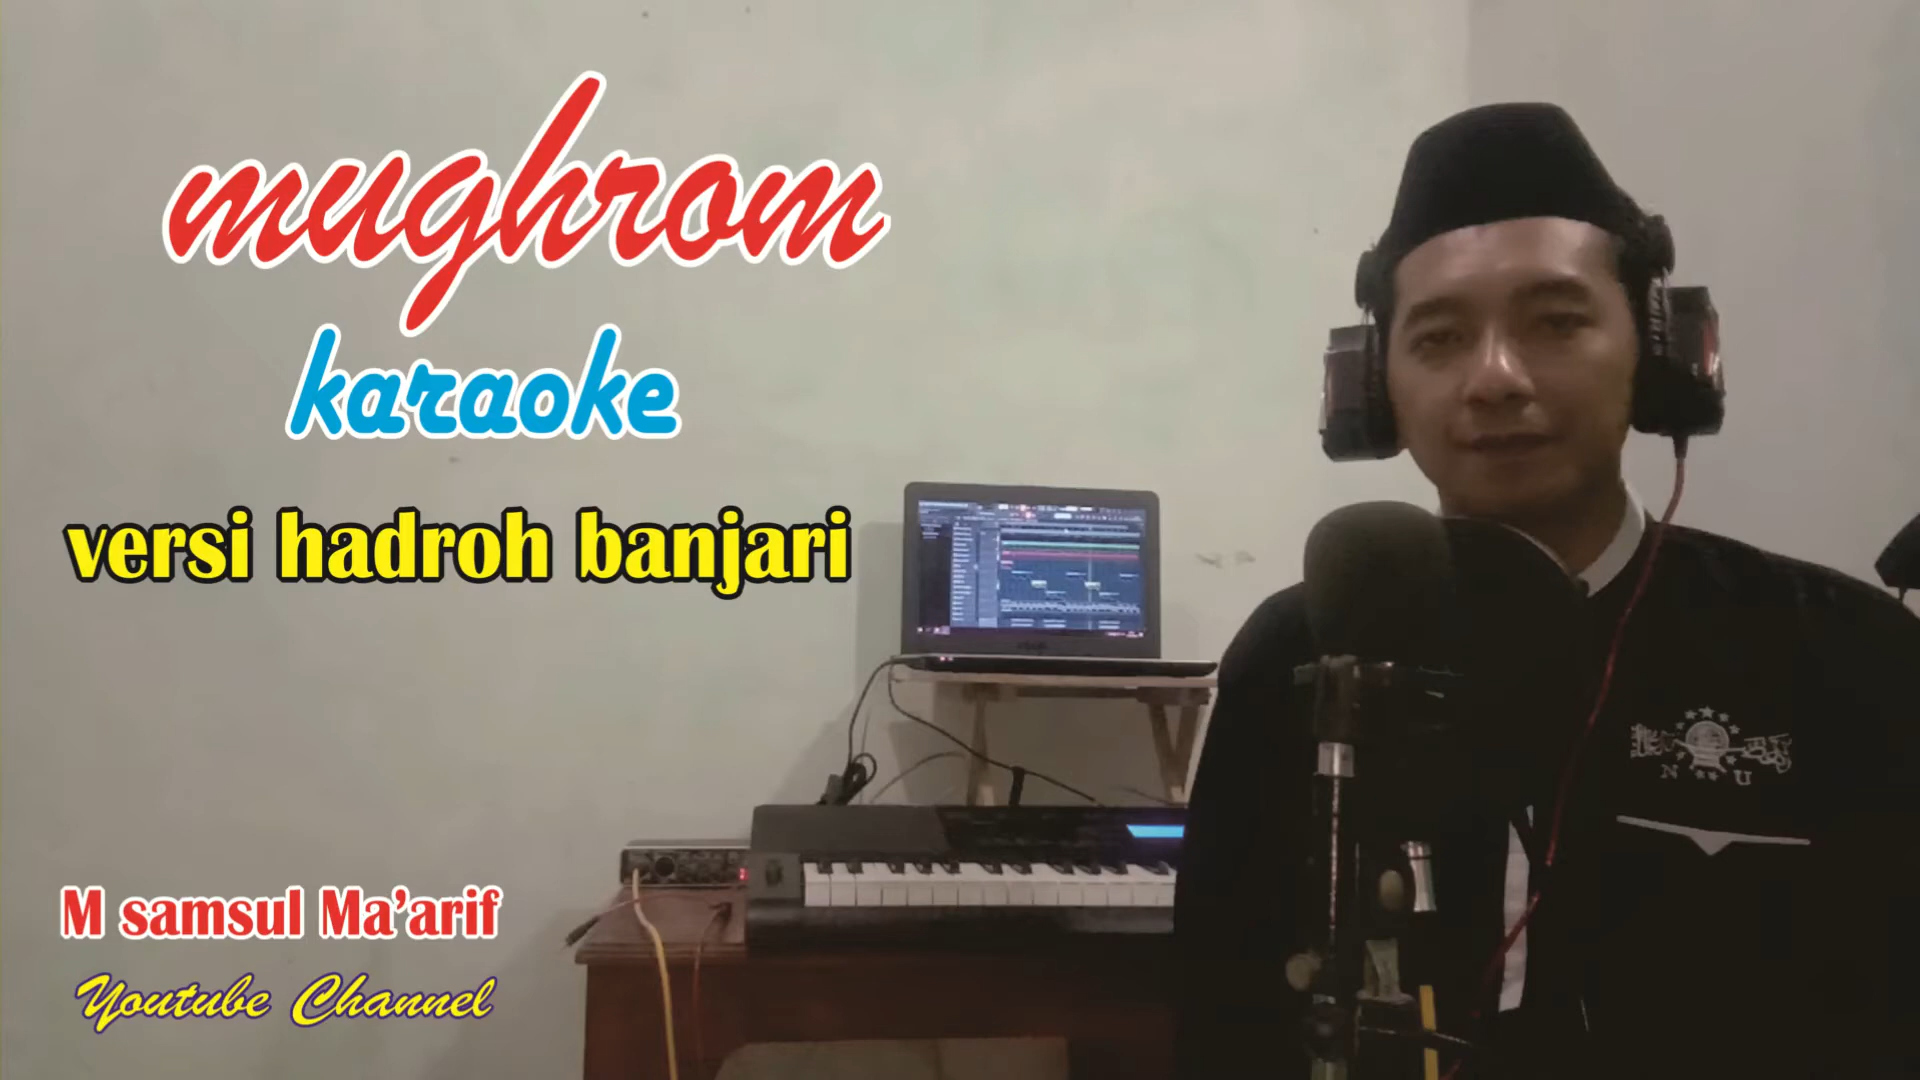 mughrom
karaoke
versi hadroh banjari
N U
M samsul Ma'arif
Youtube Channel